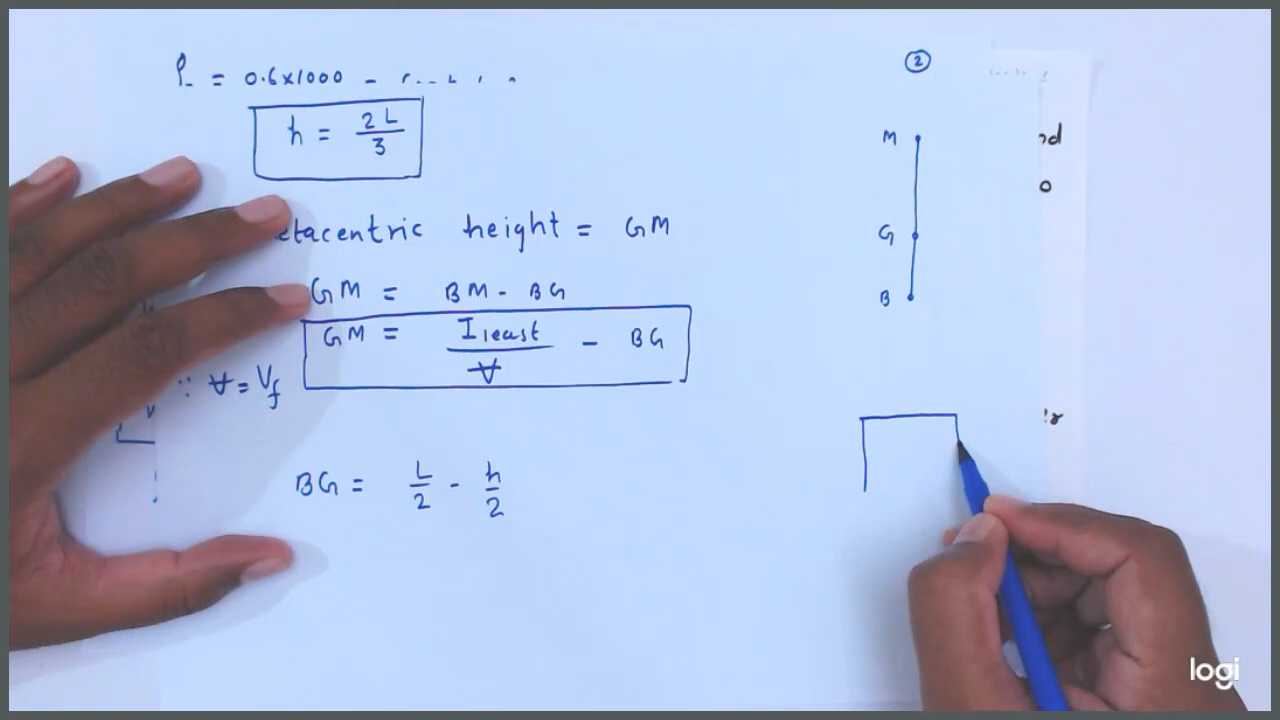 = 0.6x1000 -
②
h = 2L/3
M
od
o
etacentric height = GM
G
GM = BM - BG
B
GM = I least/∀ - BG
∵ ∀ = Vf
BG = L/2 - h/2
logi